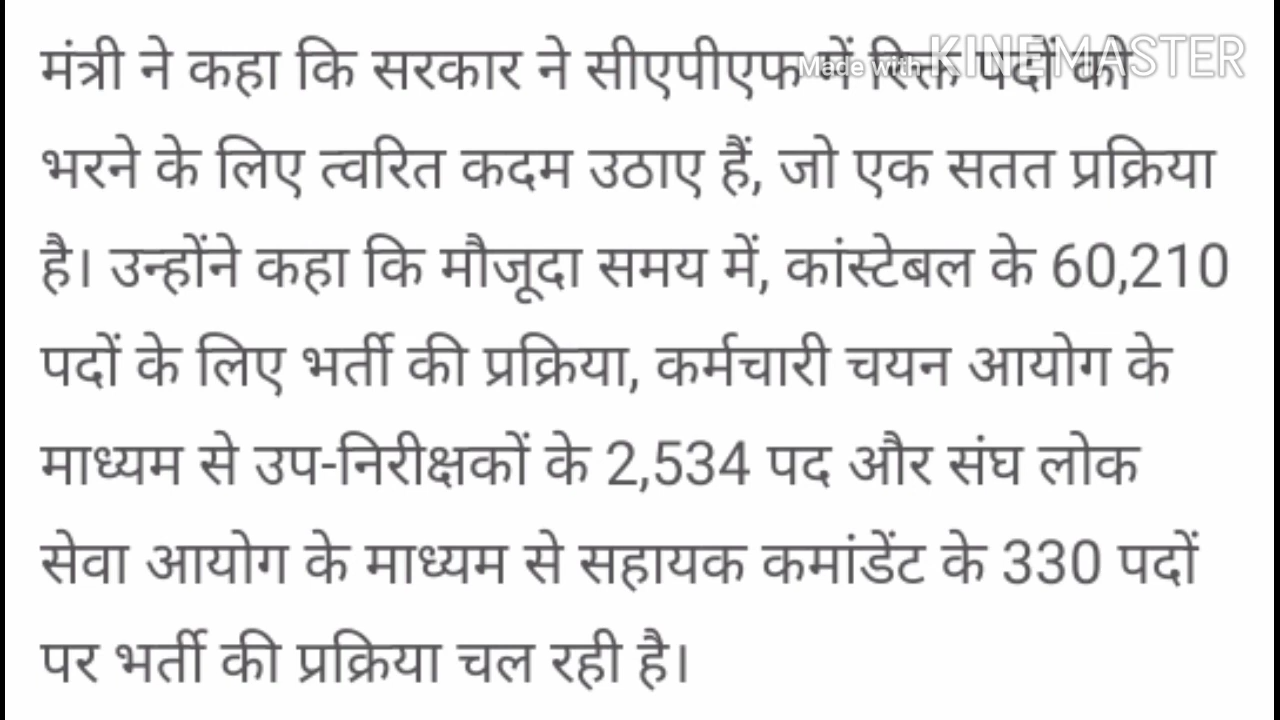 मंत्री ने कहा कि सरकार ने सीएपीएफ में रिक्त पदों को
Made with KINEMASTER
भरने के लिए त्वरित कदम उठाए हैं, जो एक सतत प्रक्रिया
है। उन्होंने कहा कि मौजूदा समय में, कांस्टेबल के 60,210
पदों के लिए भर्ती की प्रक्रिया, कर्मचारी चयन आयोग के
माध्यम से उप-निरीक्षकों के 2,534 पद और संघ लोक
सेवा आयोग के माध्यम से सहायक कमांडेंट के 330 पदों
पर भर्ती की प्रक्रिया चल रही है।